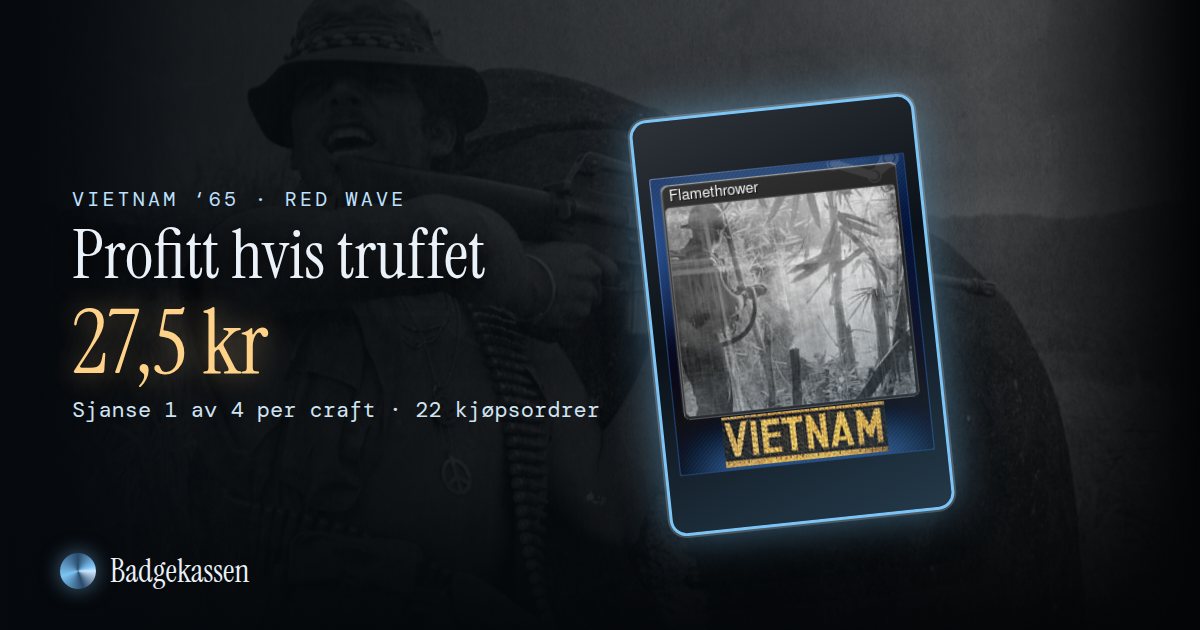 VIETNAM ‘65 · RED WAVE
Profitt hvis truffet
27,5 kr
Sjanse 1 av 4 per craft · 22 kjøpsordrer
Flamethrower
VIETNAM
Badgekassen